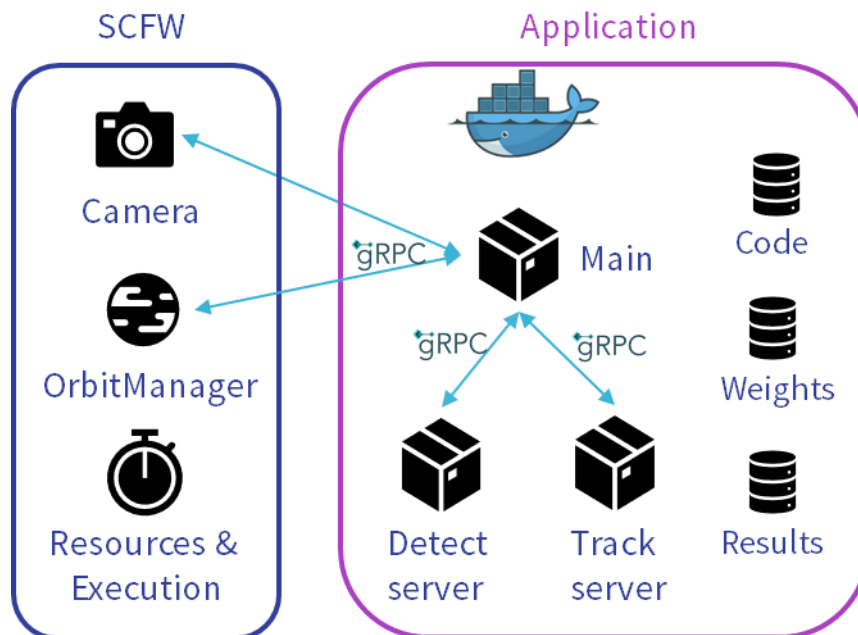 SCFW
Application
Camera
gRPC
Main
Code
OrbitManager
gRPC
gRPC
Weights
Resources &
Execution
Detect
server
Track
server
Results